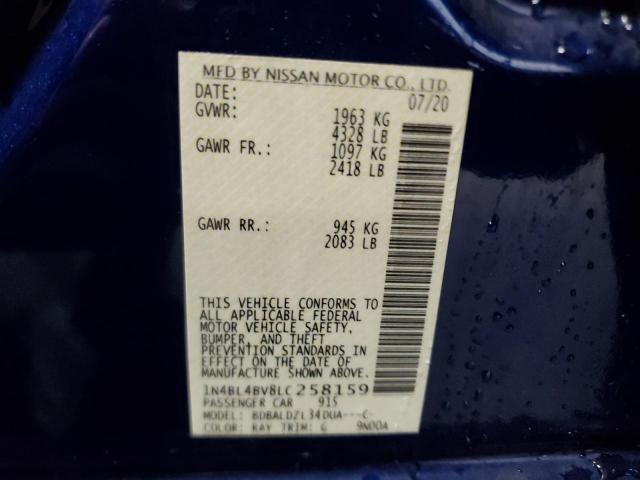 MFD BY NISSAN MOTOR CO., LTD.
DATE: 07/20
GVWR: 1963 KG
4328 LB
GAWR FR.: 1097 KG
2418 LB
GAWR RR.: 945 KG
2083 LB
THIS VEHICLE CONFORMS TO
ALL APPLICABLE FEDERAL
MOTOR VEHICLE SAFETY,
BUMPER, AND THEFT
PREVENTION STANDARDS
IN EFFECT ON THE DATE OF
MANUFACTURE SHOWN ABOVE.
1N4BL4BV8LC258159
PASSENGER CAR 915
MODEL: BDBALDZL34DUA---C-
COLOR: RAY TRIM: G 9N00A